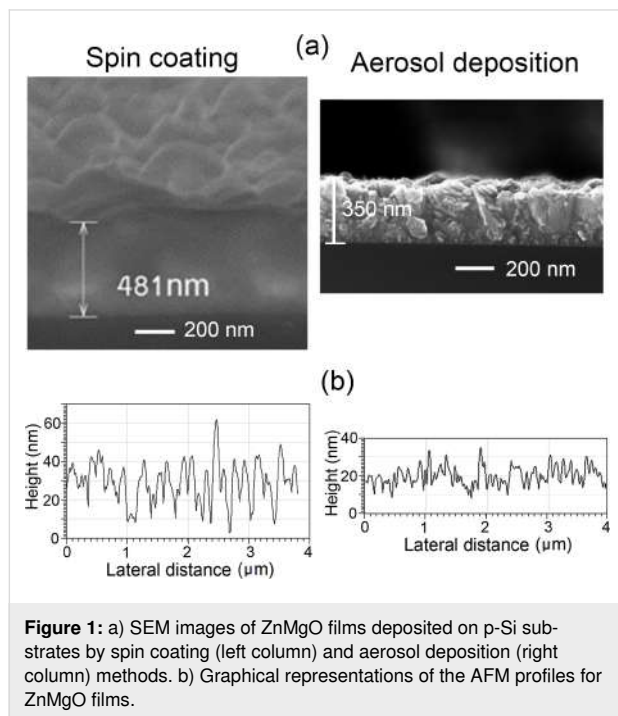 (a)
Spin coating
Aerosol deposition
481nm
200 nm
350 nm
200 nm
(b)
Height (nm)
60
40
20
0
0 1 2 3 4
Lateral distance (µm)
Height (nm)
40
20
0
0 1 2 3 4
Lateral distance (µm)
Figure 1: a) SEM images of ZnMgO films deposited on p-Si sub-
strates by spin coating (left column) and aerosol deposition (right
column) methods. b) Graphical representations of the AFM profiles for
ZnMgO films.